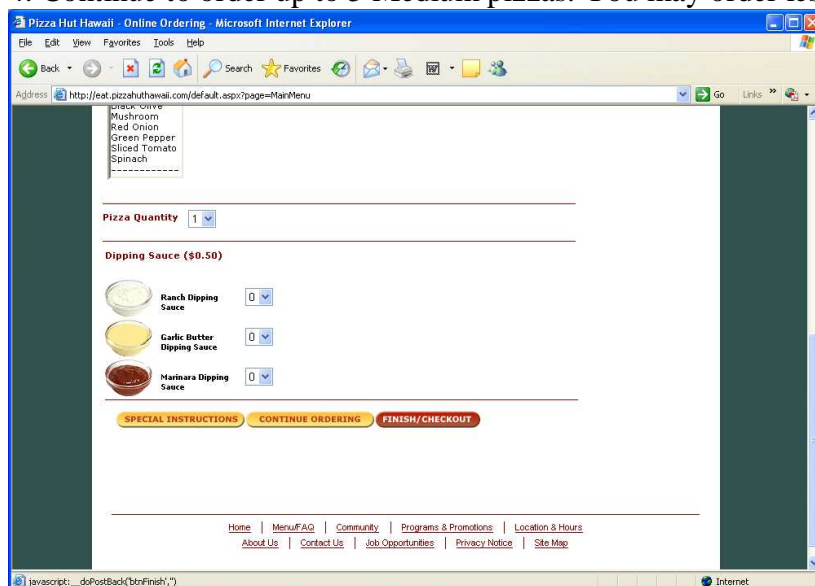 4. Continue to order up to 5 Medium pizzas. You may order les
Pizza Hut Hawaii - Online Ordering - Microsoft Internet Explorer
File Edit View Favorites Tools Help
Back Search Favorites
Address http://eat.pizzahuthawaii.com/default.aspx?page=MainMenu Go Links »
Black Olive
Mushroom
Red Onion
Green Pepper
Sliced Tomato
Spinach
------------
Pizza Quantity 1
Dipping Sauce ($0.50)
Ranch Dipping
Sauce
0
Garlic Butter
Dipping Sauce
0
Marinara Dipping
Sauce
0
SPECIAL INSTRUCTIONS CONTINUE ORDERING FINISH/CHECKOUT
Home | Menu/FAQ | Community | Programs & Promotions | Location & Hours
About Us | Contact Us | Job Opportunities | Privacy Notice | Site Map
javascript:__doPostBack('btnFinish','') Internet